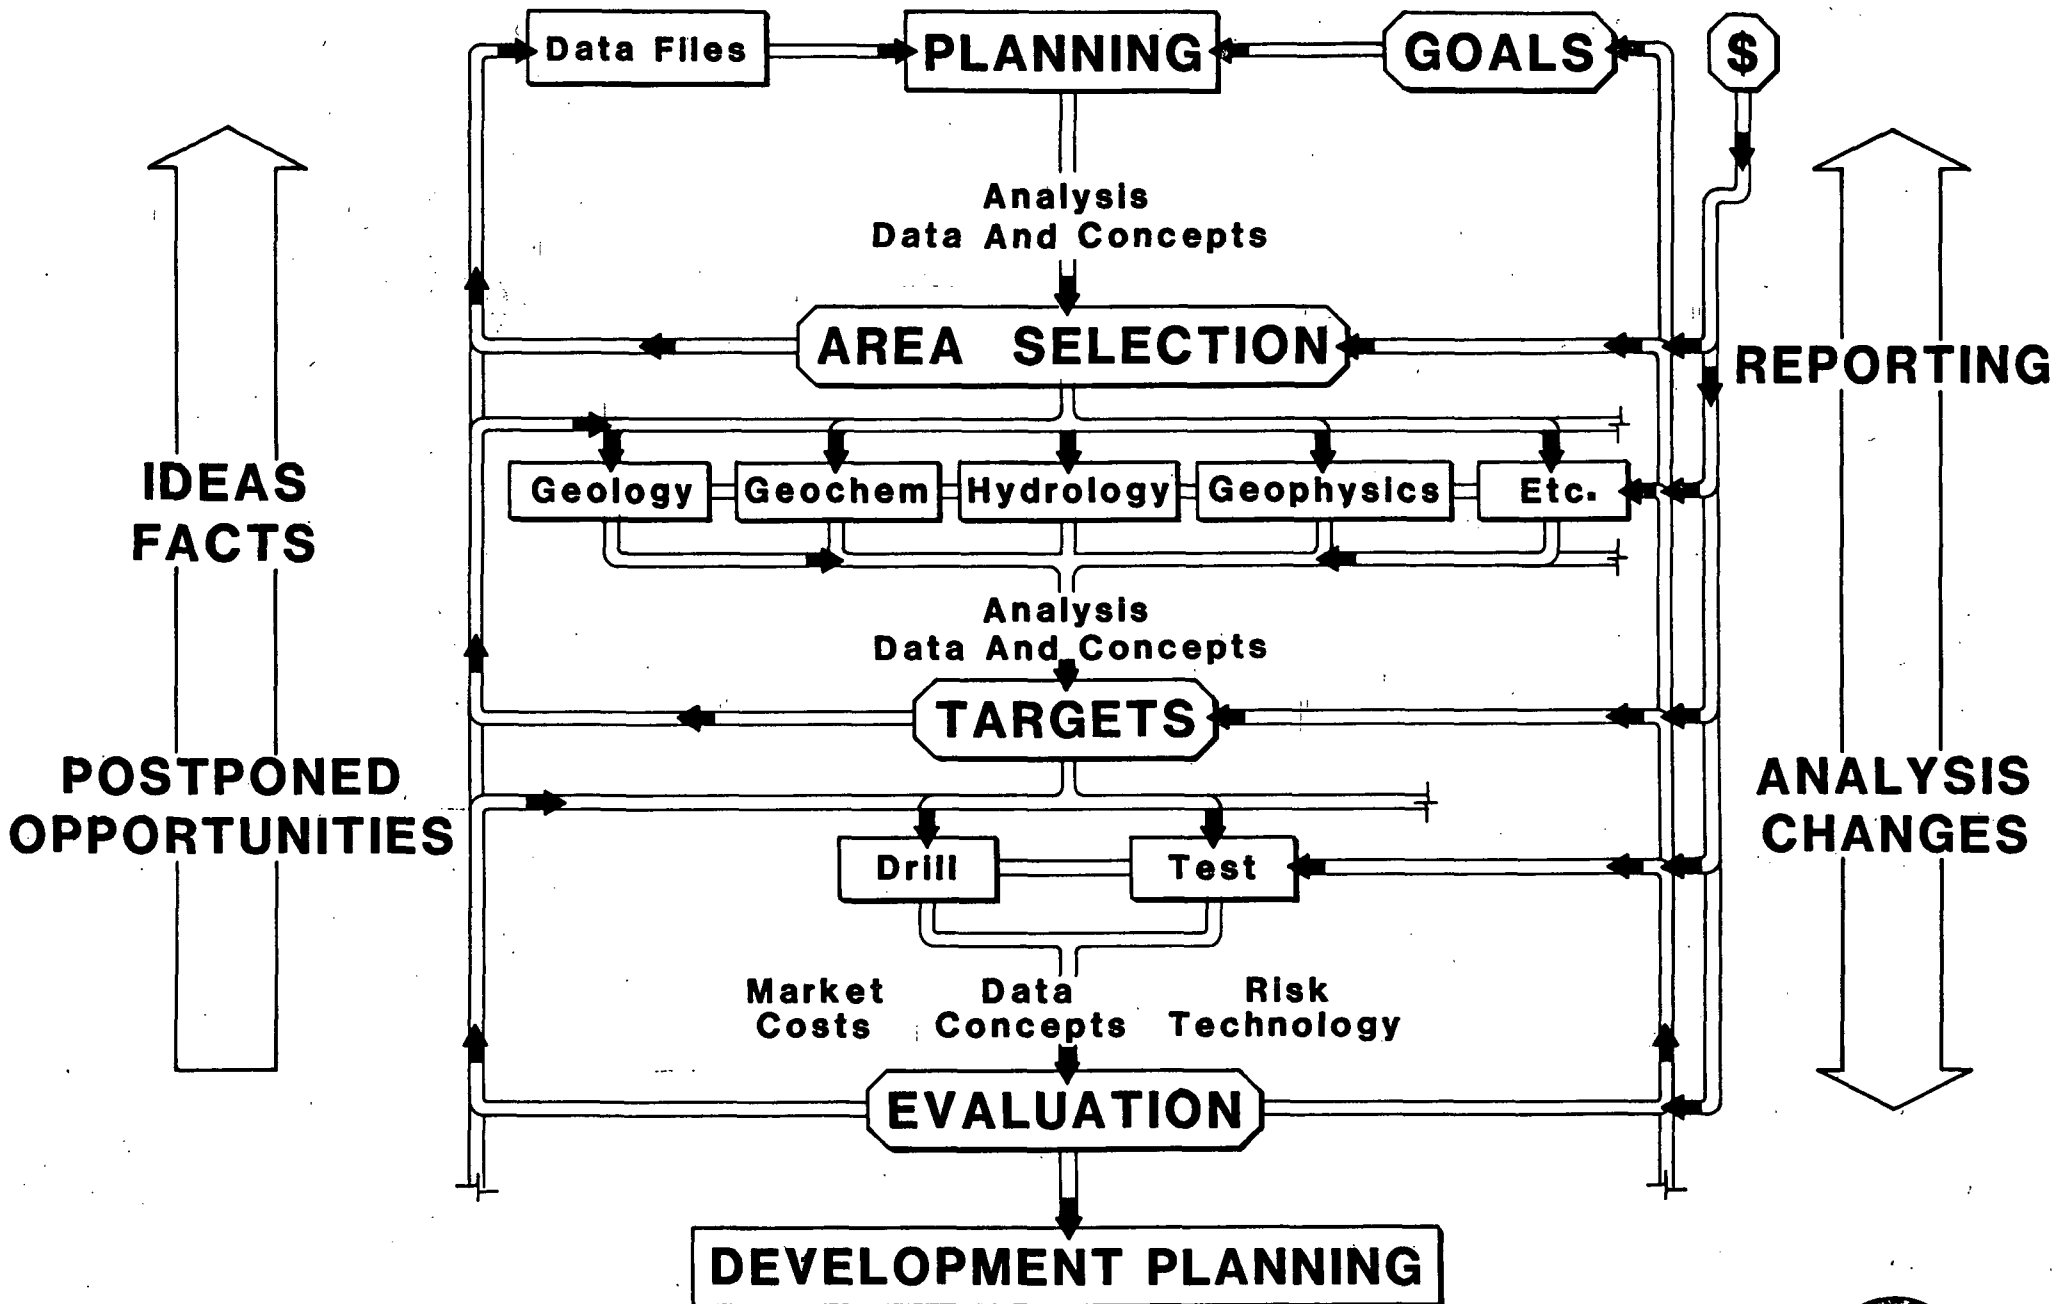 Data Files
PLANNING
GOALS
$
Analysis
Data And Concepts
AREA SELECTION
REPORTING
IDEAS
FACTS
Geology
Geochem
Hydrology
Geophysics
Etc.
Analysis
Data And Concepts
TARGETS
POSTPONED
OPPORTUNITIES
ANALYSIS
CHANGES
Drill
Test
Market
Costs
Data
Concepts
Risk
Technology
EVALUATION
DEVELOPMENT PLANNING